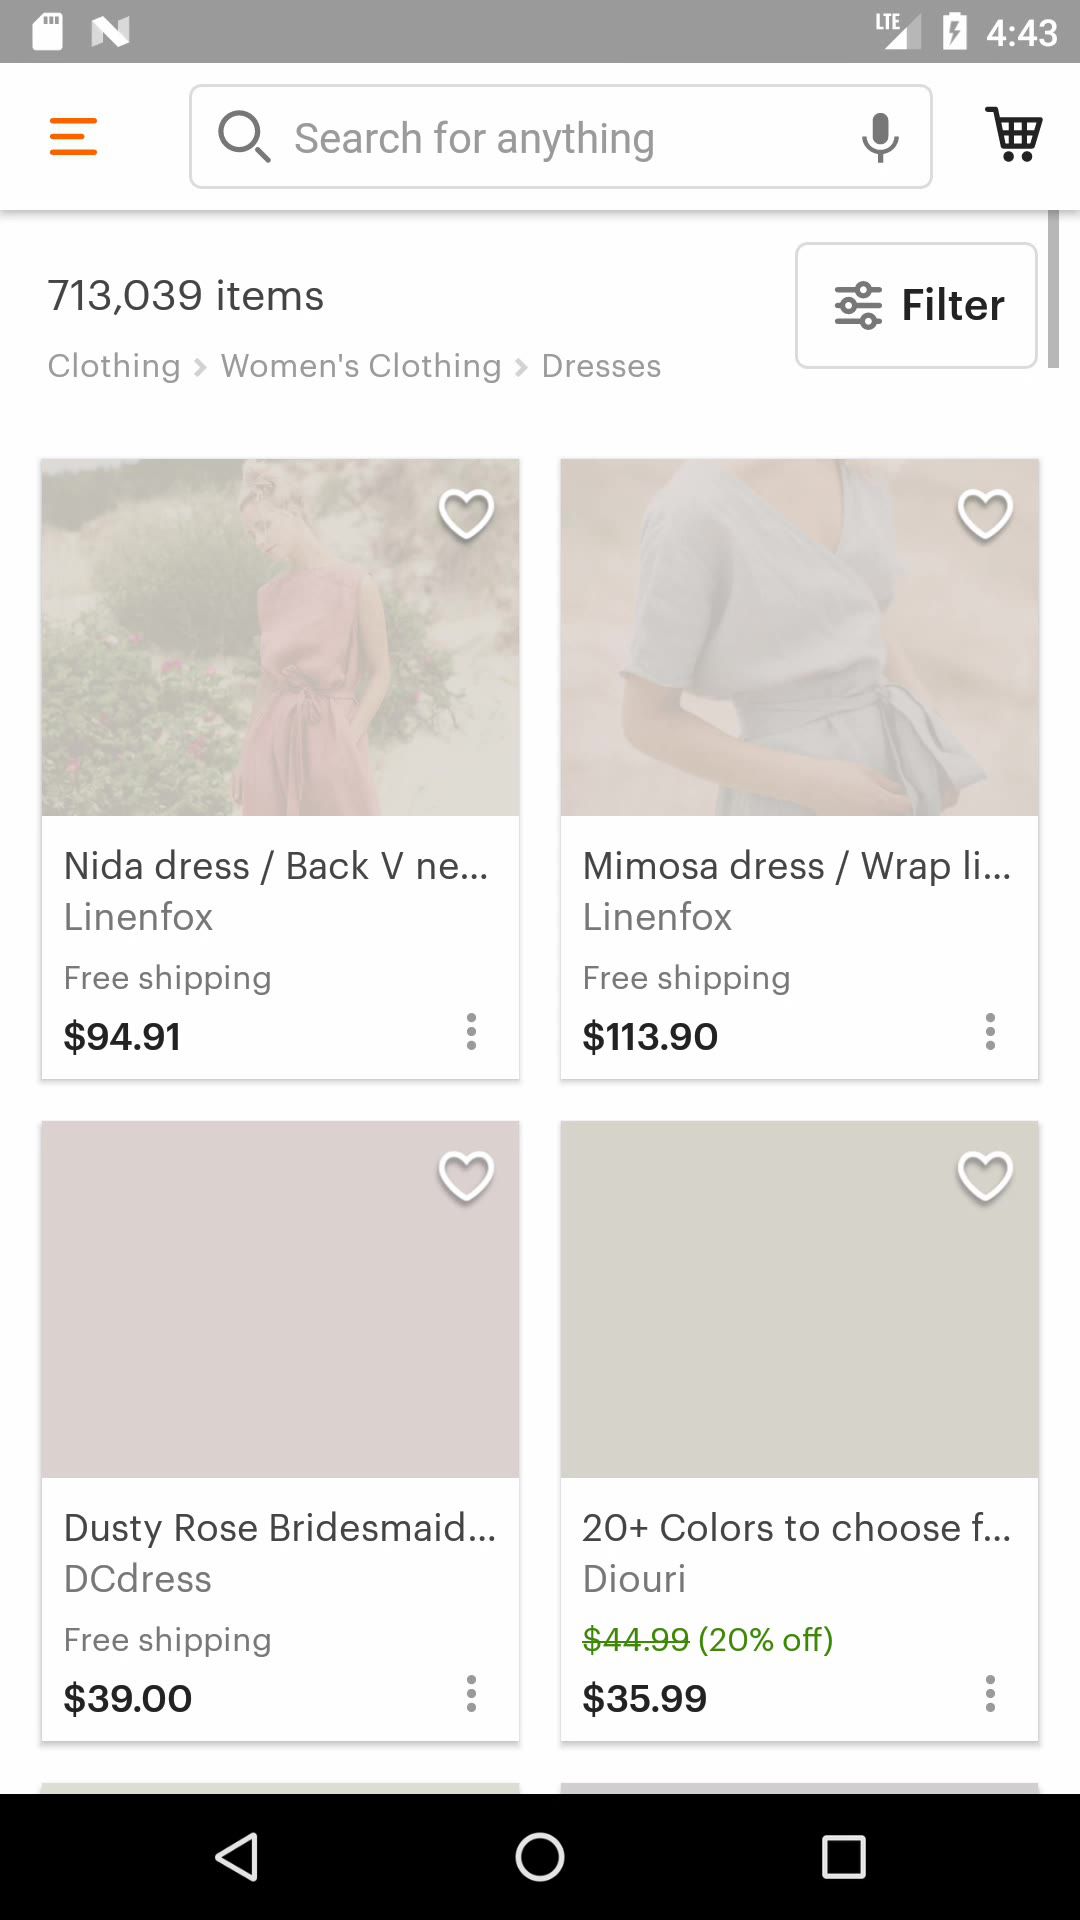 LTE 4:43
Search for anything
713,039 items
Filter
Clothing > Women's Clothing > Dresses
Nida dress / Back V ne...
Linenfox
Free shipping
$94.91
Mimosa dress / Wrap li...
Linenfox
Free shipping
$113.90
Dusty Rose Bridesmaid...
DCdress
Free shipping
$39.00
20+ Colors to choose f...
Diouri
$44.99 (20% off)
$35.99